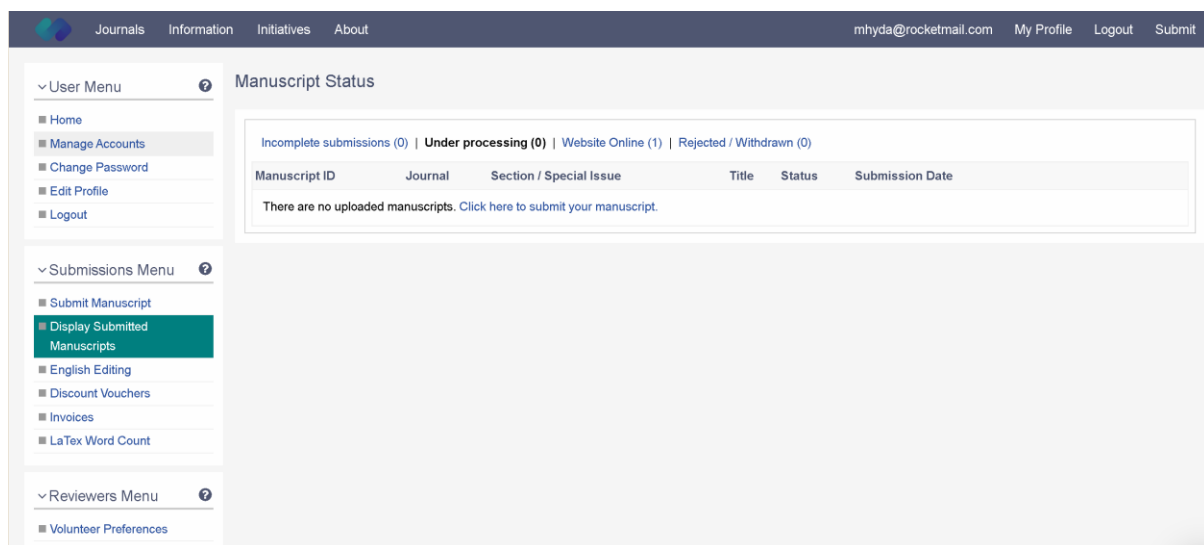 Journals Information Initiatives About mhyda@rocketmail.com My Profile Logout Submit
User Menu
Home
Manage Accounts
Change Password
Edit Profile
Logout
Submissions Menu
Submit Manuscript
Display Submitted
Manuscripts
English Editing
Discount Vouchers
Invoices
LaTex Word Count
Reviewers Menu
Volunteer Preferences
Manuscript Status
Incomplete submissions (0) | Under processing (0) | Website Online (1) | Rejected / Withdrawn (0)
Manuscript ID Journal Section / Special Issue Title Status Submission Date
There are no uploaded manuscripts. Click here to submit your manuscript.